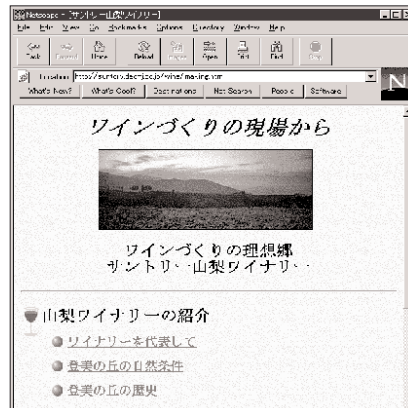 Netscape - [サントリー山梨ワイナリー]
File Edit View Go Bookmarks Options Directory Window Help
Back Forward Home Reload Images Open Print Find Stop
Location:
What's New? What's Cool? Destinations Net Search People Software
N
ワインづくりの現場から
ワインづくりの理想郷
サントリー山梨ワイナリー
山梨ワイナリーの紹介
ワイナリーを代表して
登美の丘の自然条件
登美の丘の歴史